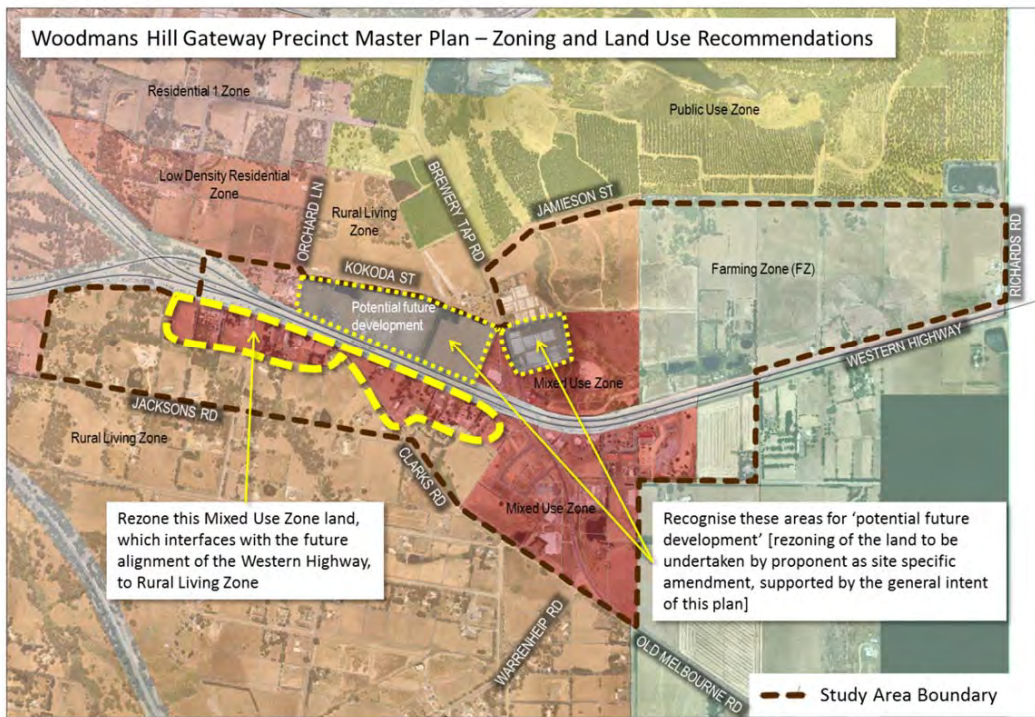 Woodmans Hill Gateway Precinct Master Plan – Zoning and Land Use Recommendations
Residential 1 Zone
Public Use Zone
Low Density Residential
Zone
ORCHARD LN
Rural Living
Zone
BREWERY TAP RD
JAMIESON ST
KOKODA ST
Farming Zone (FZ)
RICHARDS RD
Potential future
development
WESTERN HIGHWAY
Mixed Use Zone
JACKSONS RD
Rural Living Zone
CLARKS RD
Mixed Use Zone
Rezone this Mixed Use Zone land,
which interfaces with the future
alignment of the Western Highway,
to Rural Living Zone
Recognise these areas for ‘potential future
development’ [rezoning of the land to be
undertaken by proponent as site specific
amendment, supported by the general intent
of this plan]
WARRENHEIP RD
OLD MELBOURNE RD
Study Area Boundary